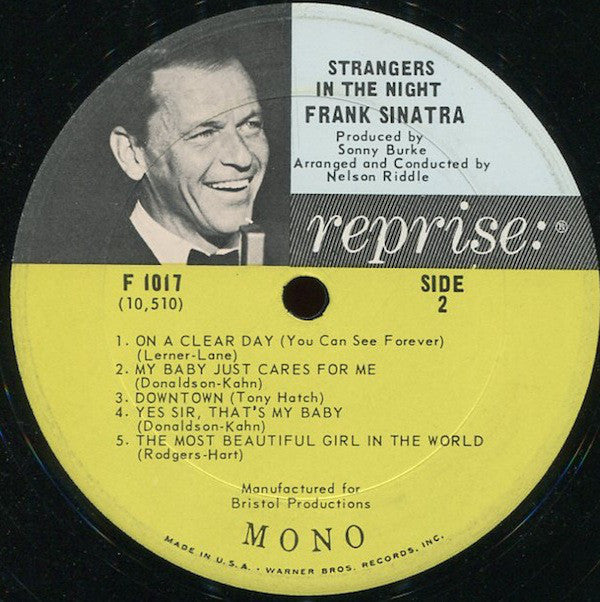 STRANGERS
IN THE NIGHT
FRANK SINATRA
Produced by
Sonny Burke
Arranged and Conducted by
Nelson Riddle
reprise:®
F 1017
(10,510)
SIDE
2
1. ON A CLEAR DAY (You Can See Forever)
(Lerner-Lane)
2. MY BABY JUST CARES FOR ME
(Donaldson-Kahn)
3. DOWNTOWN (Tony Hatch)
4. YES SIR, THAT'S MY BABY
(Donaldson-Kahn)
5. THE MOST BEAUTIFUL GIRL IN THE WORLD
(Rodgers-Hart)
Manufactured for
Bristol Productions
MONO
MADE IN U.S.A. • WARNER BROS. RECORDS, INC.